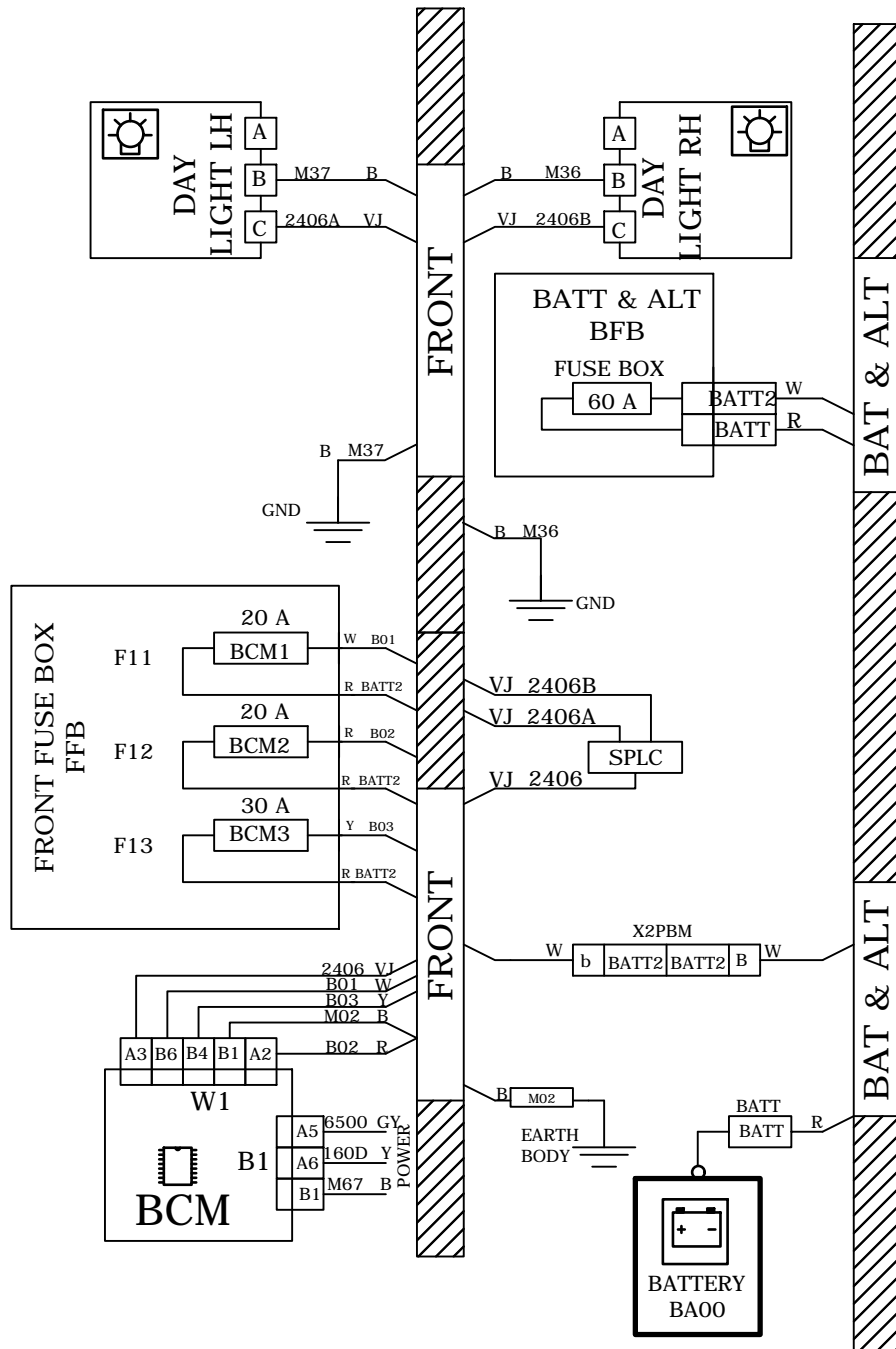 DAY
LIGHT LH
A
B
C
M37 B
2406A VJ
FRONT
B M36
VJ 2406B
A
B
C
DAY
LIGHT RH
BATT & ALT
BFB
FUSE BOX
60 A
BATT2
BATT
W
R
BAT & ALT
B M37
GND
B M36
GND
FRONT FUSE BOX
FFB
F11
20 A
BCM1
W B01
R BATT2
F12
20 A
BCM2
R B02
R BATT2
F13
30 A
BCM3
Y B03
R BATT2
VJ 2406B
VJ 2406A
SPLC
VJ 2406
FRONT
X2PBM
W b BATT2 BATT2 B W
BAT & ALT
2406 VJ
B01 W
B03 Y
M02 B
B02 R
A3 B6 B4 B1 A2
W1
B1
A5 6500 GY
A6 160D Y
B1 M67 B
POWER
BCM
B M02
EARTH
BODY
BATT
BATT
R
+ -
BATTERY
BA00